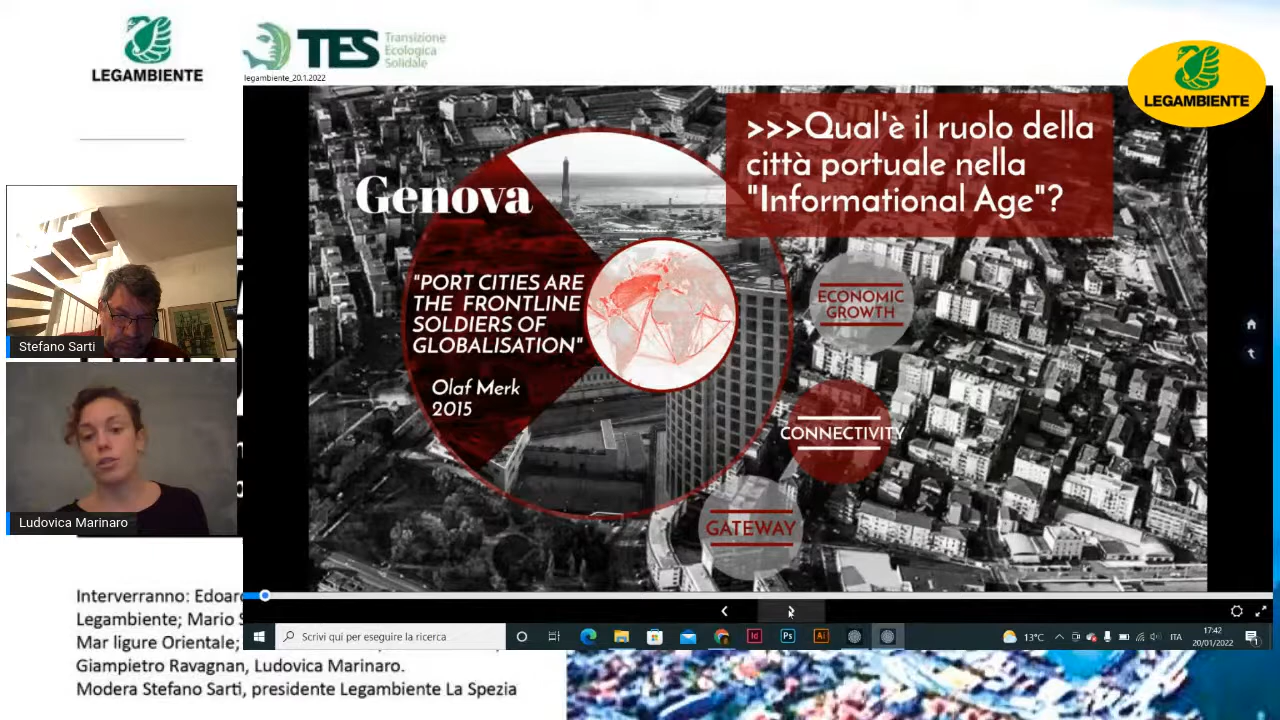 LEGAMBIENTE
TES
Transizione
Ecologica
Solidale
legambiente_20.1.2022
LEGAMBIENTE
>>>Qual'è il ruolo della
città portuale nella
"Informational Age"?
Genova
"PORT CITIES ARE
THE FRONTLINE
SOLDIERS OF
GLOBALISATION"
Olaf Merk
2015
ECONOMIC
GROWTH
CONNECTIVITY
GATEWAY
Stefano Sarti
Ludovica Marinaro
Interverranno:
Legambiente; Mario
Mar ligure Orientale;
Giampietro Ravagnan, Ludovica Marinaro.
Modera Stefano Sarti, presidente Legambiente La Spezia
Scrivi qui per eseguire la ricerca
Id
Ps
Ai
13°C
ITA
17:42
20/01/2022